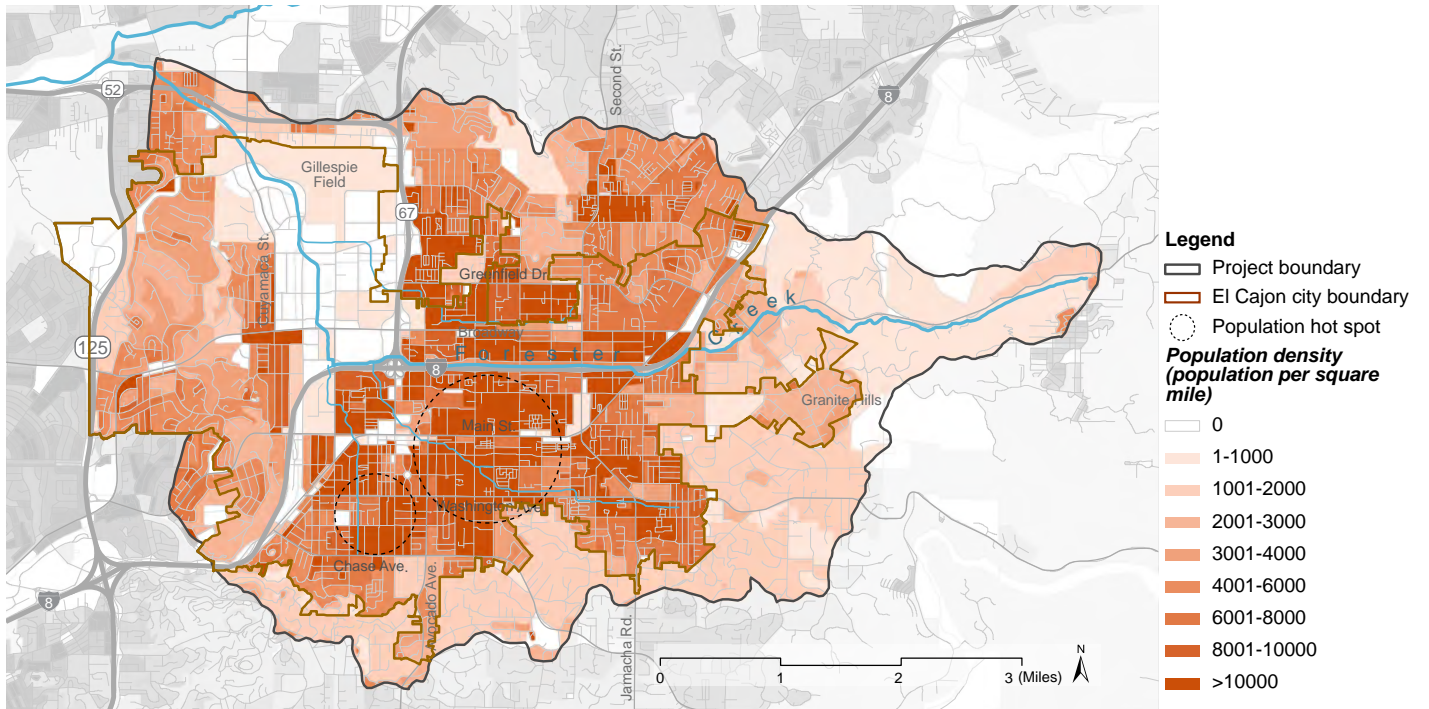 Second St.
52
8
Gillespie
Field
67
Cuyamaca St.
Greenfield Dr.
Creek
Broadway
Forester
125
8
Granite Hills
Main St.
Washington Ave.
Chase Ave.
Avocado Ave.
8
Jamacha Rd.
0 1 2 3 (Miles)
N
Legend
Project boundary
El Cajon city boundary
Population hot spot
Population density
(population per square
mile)
0
1-1000
1001-2000
2001-3000
3001-4000
4001-6000
6001-8000
8001-10000
>10000